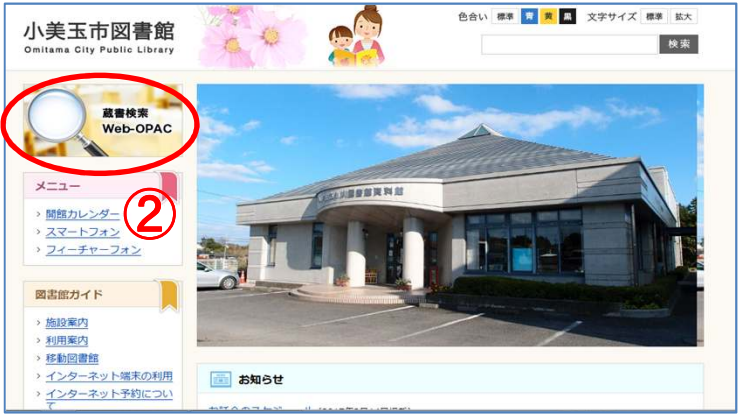 小美玉市図書館
Omitama City Public Library
色合い 標準 青 黄 黒 文字サイズ 標準 拡大
検索
蔵書検索
Web-OPAC
メニュー
開館カレンダー
スマートフォン
フィーチャーフォン
②
図書館ガイド
施設案内
利用案内
移動図書館
インターネット端末の利用
インターネット予約につい
て
お知らせ